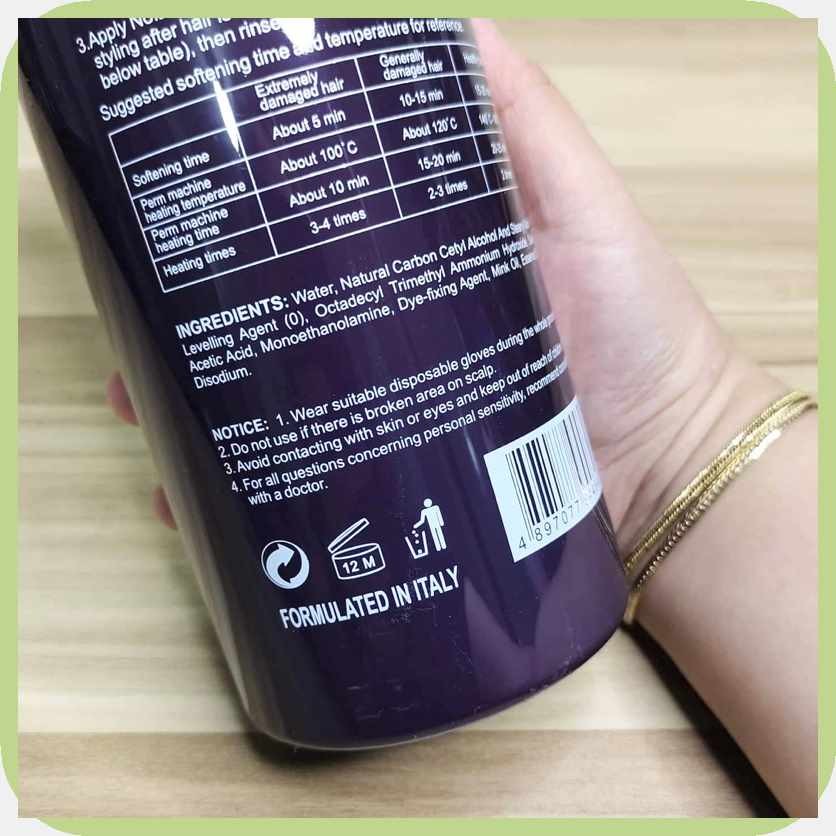 3.Apply
styling after hair is
below table), then rinse
Suggested softening time and temperature for reference.
Extremely damaged hair Generally damaged hair
Softening time About 5 min 10-15 min
Perm machine heating temperature About 100°C About 120°C
Perm machine heating time About 10 min 15-20 min
Heating times 3-4 times 2-3 times
INGREDIENTS: Water, Natural Carbon Cetyl Alcohol And
Levelling Agent (0), Octadecyl Trimethyl Ammonium Hydroxide,
Acetic Acid, Monoethanolamine, Dye-fixing Agent, Mink Oil,
Disodium.
NOTICE: 1. Wear suitable disposable gloves during the whole
2. Do not use if there is broken area on scalp.
3. Avoid contacting with skin or eyes and keep out of reach of
4. For all questions concerning personal sensitivity, recommend
with a doctor.
12 M
FORMULATED IN ITALY
4 897077